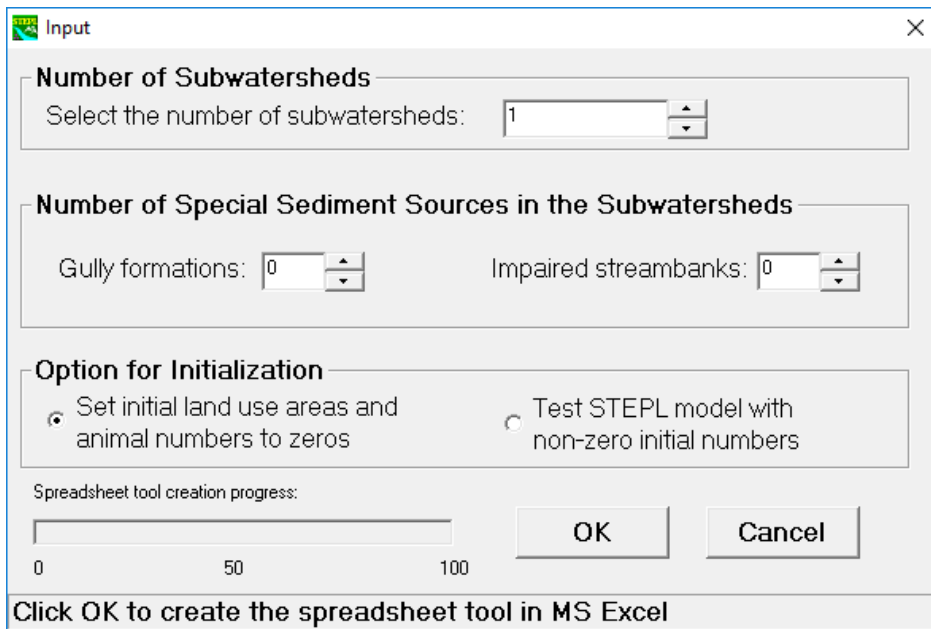 STEPL
Input
Number of Subwatersheds
Select the number of subwatersheds: 1
Number of Special Sediment Sources in the Subwatersheds
Gully formations: 0 Impaired streambanks: 0
Option for Initialization
Set initial land use areas and
animal numbers to zeros
Test STEPL model with
non-zero initial numbers
Spreadsheet tool creation progress:
0 50 100
OK Cancel
Click OK to create the spreadsheet tool in MS Excel